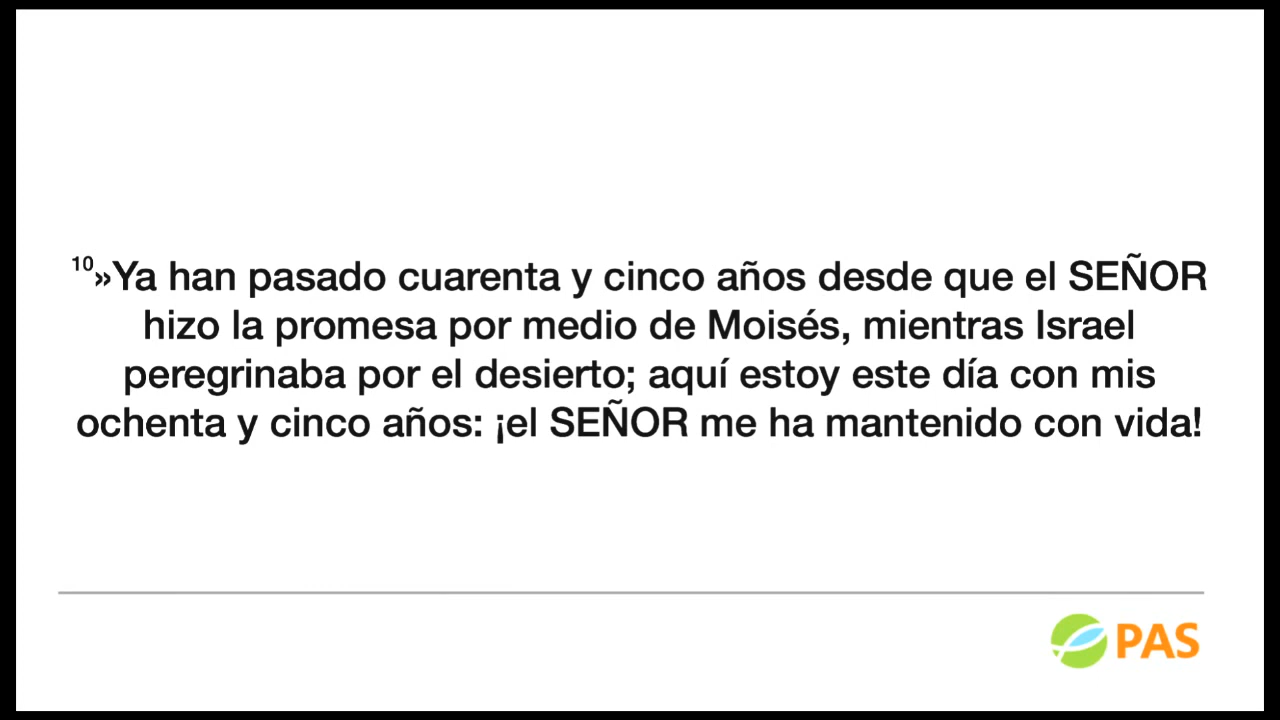 10»Ya han pasado cuarenta y cinco años desde que el SEÑOR
hizo la promesa por medio de Moisés, mientras Israel
peregrinaba por el desierto; aquí estoy este día con mis
ochenta y cinco años: ¡el SEÑOR me ha mantenido con vida!
PAS